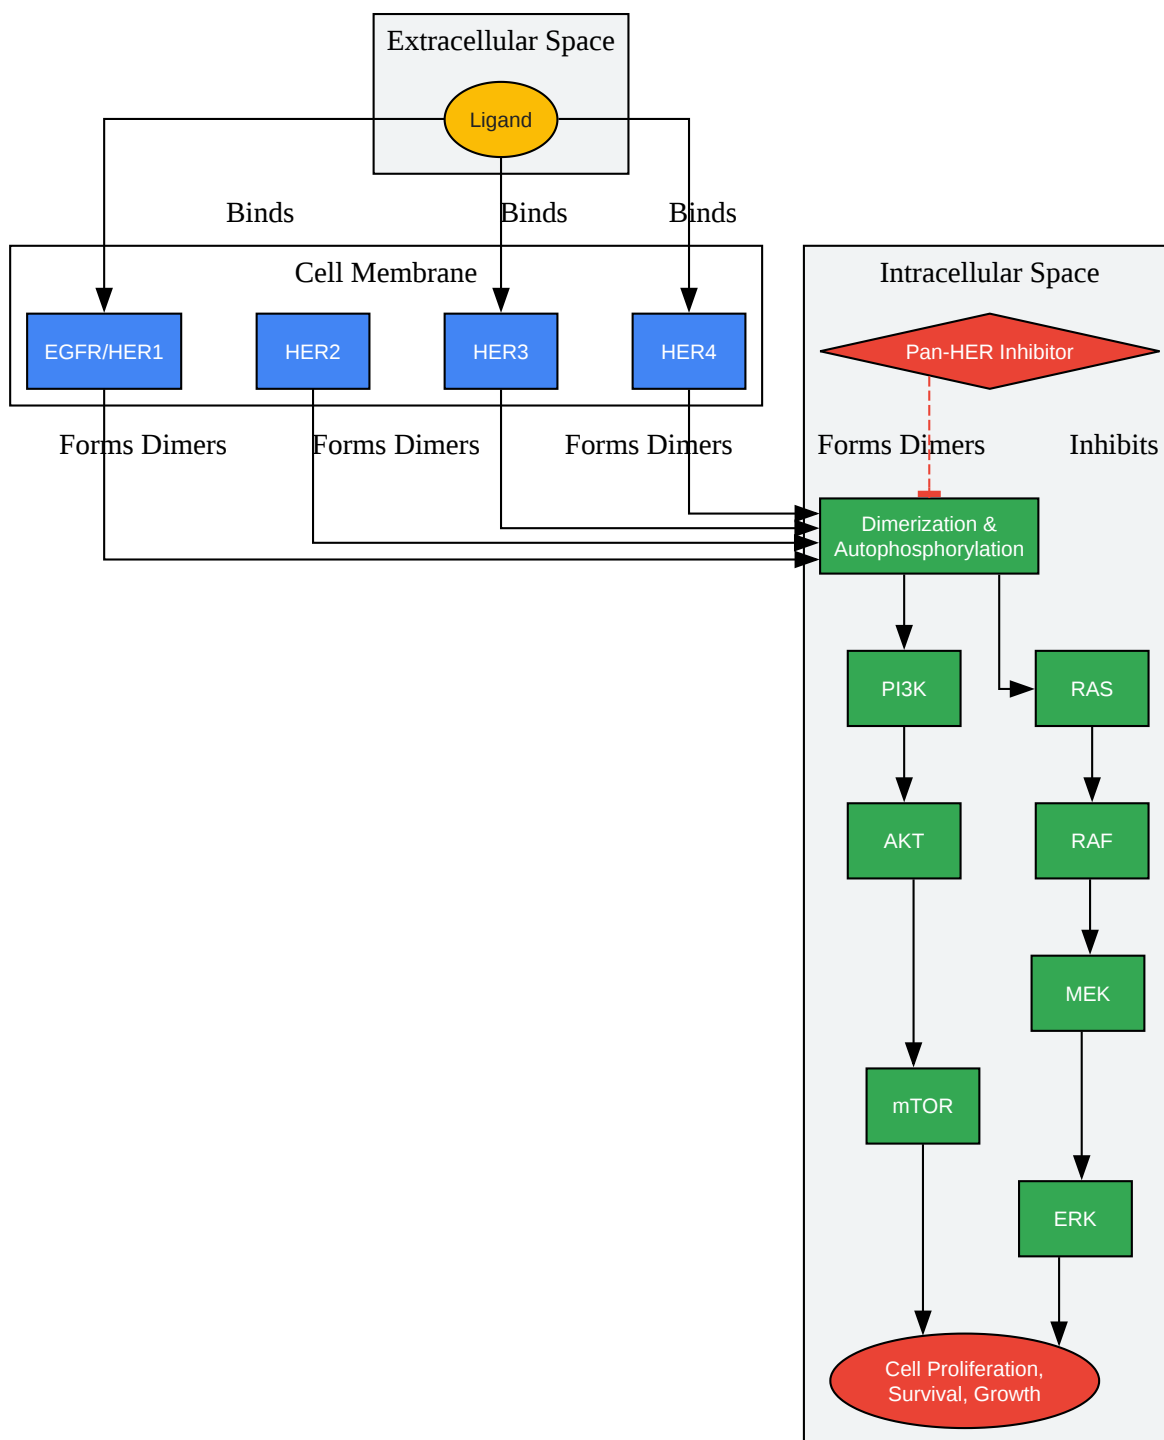 Extracellular Space
Ligand
Binds
Binds
Binds
Cell Membrane
Intracellular Space
EGFR/HER1
HER2
HER3
HER4
Pan-HER Inhibitor
Forms Dimers
Forms Dimers
Forms Dimers
Forms Dimers
Inhibits
Dimerization &
Autophosphorylation
PI3K
RAS
AKT
RAF
MEK
mTOR
ERK
Cell Proliferation,
Survival, Growth